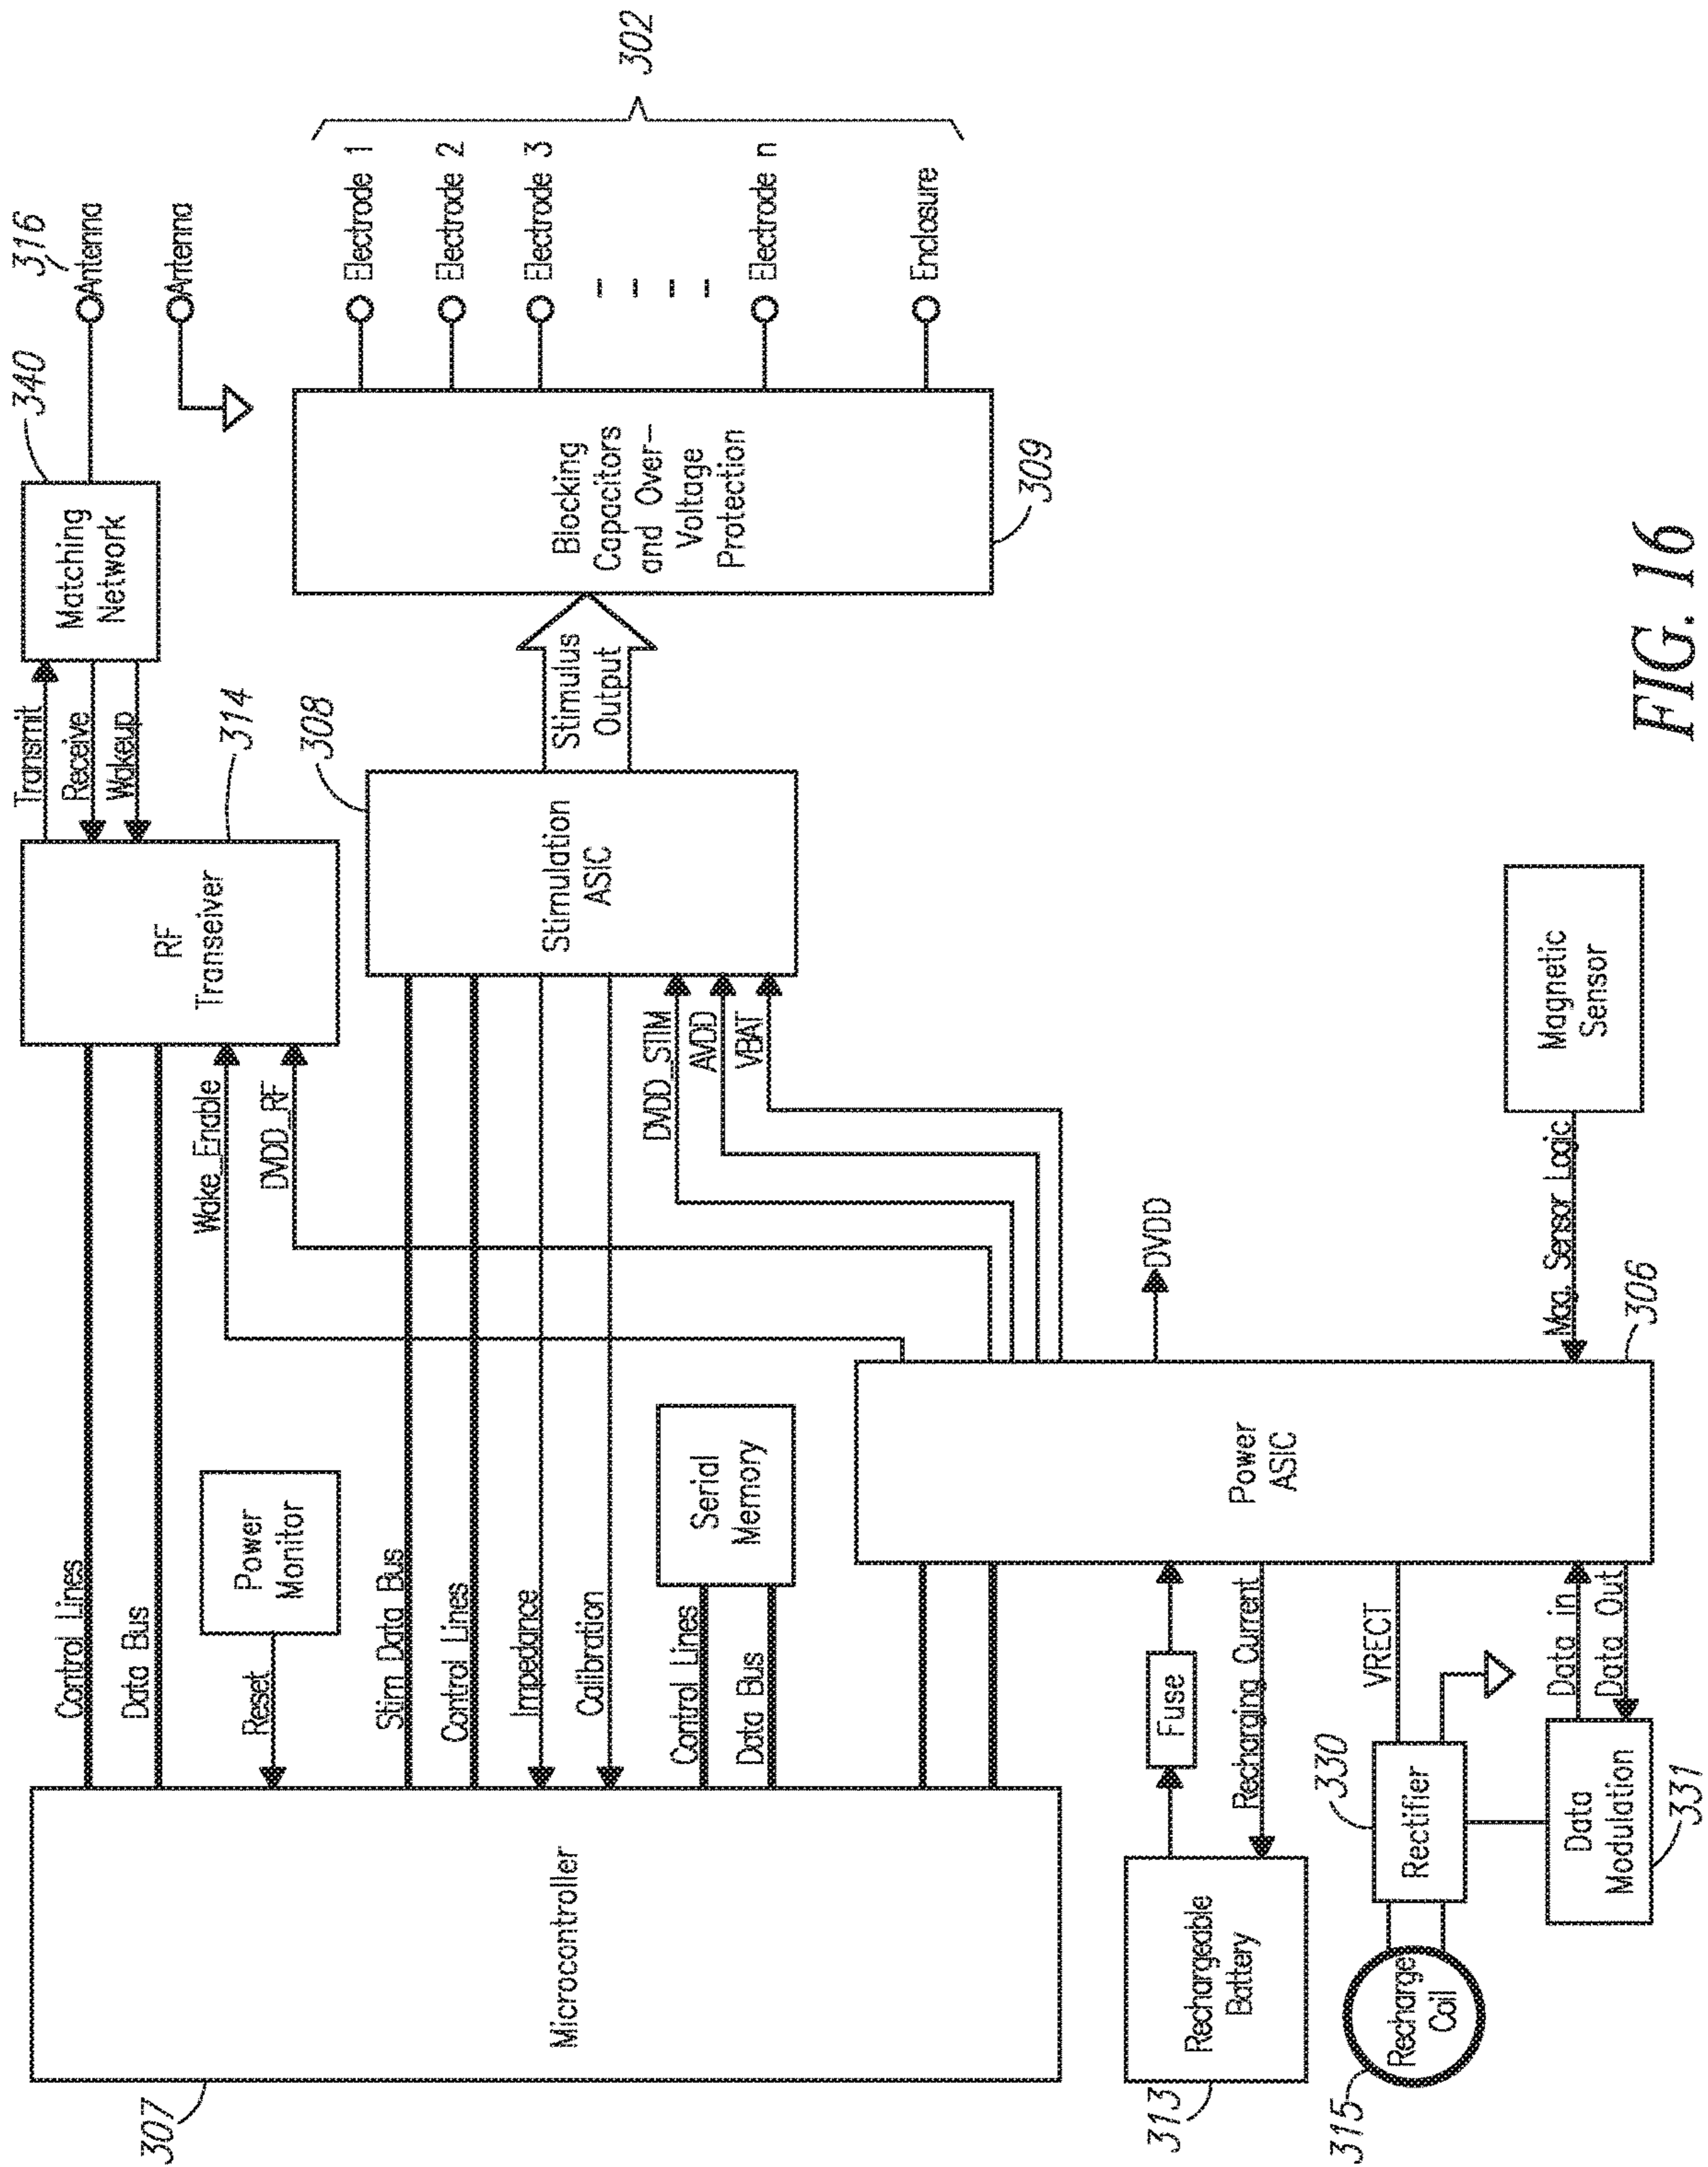 307
Microcontroller
Control Lines
Data Bus
Reset
Power
Monitor
Stim Data Bus
Control Lines
Impedance
Calibration
Control Lines
Data Bus
Serial
Memory
Wake_Enable
DVDD_RF
RF
Transeiver
314
Transmit
Receive
Wakeup
Matching
Network
340
316
Antenna
Antenna
DVDD_STIM
AVDD
VBAT
Stimulation
ASIC
308
Stimulus
Output
Blocking
Capacitors
and Over-
Voltage
Protection
309
Electrode 1
Electrode 2
Electrode 3
Electrode n
Enclosure
302
313
Rechargeable
Battery
Fuse
Recharging Current
315
Recharge
Coil
330
Rectifier
VRECT
Data
Modulation
331
Data in
Data Out
Power
ASIC
306
DVDD
Mag. Sensor Logic
Magnetic
Sensor
FIG. 16